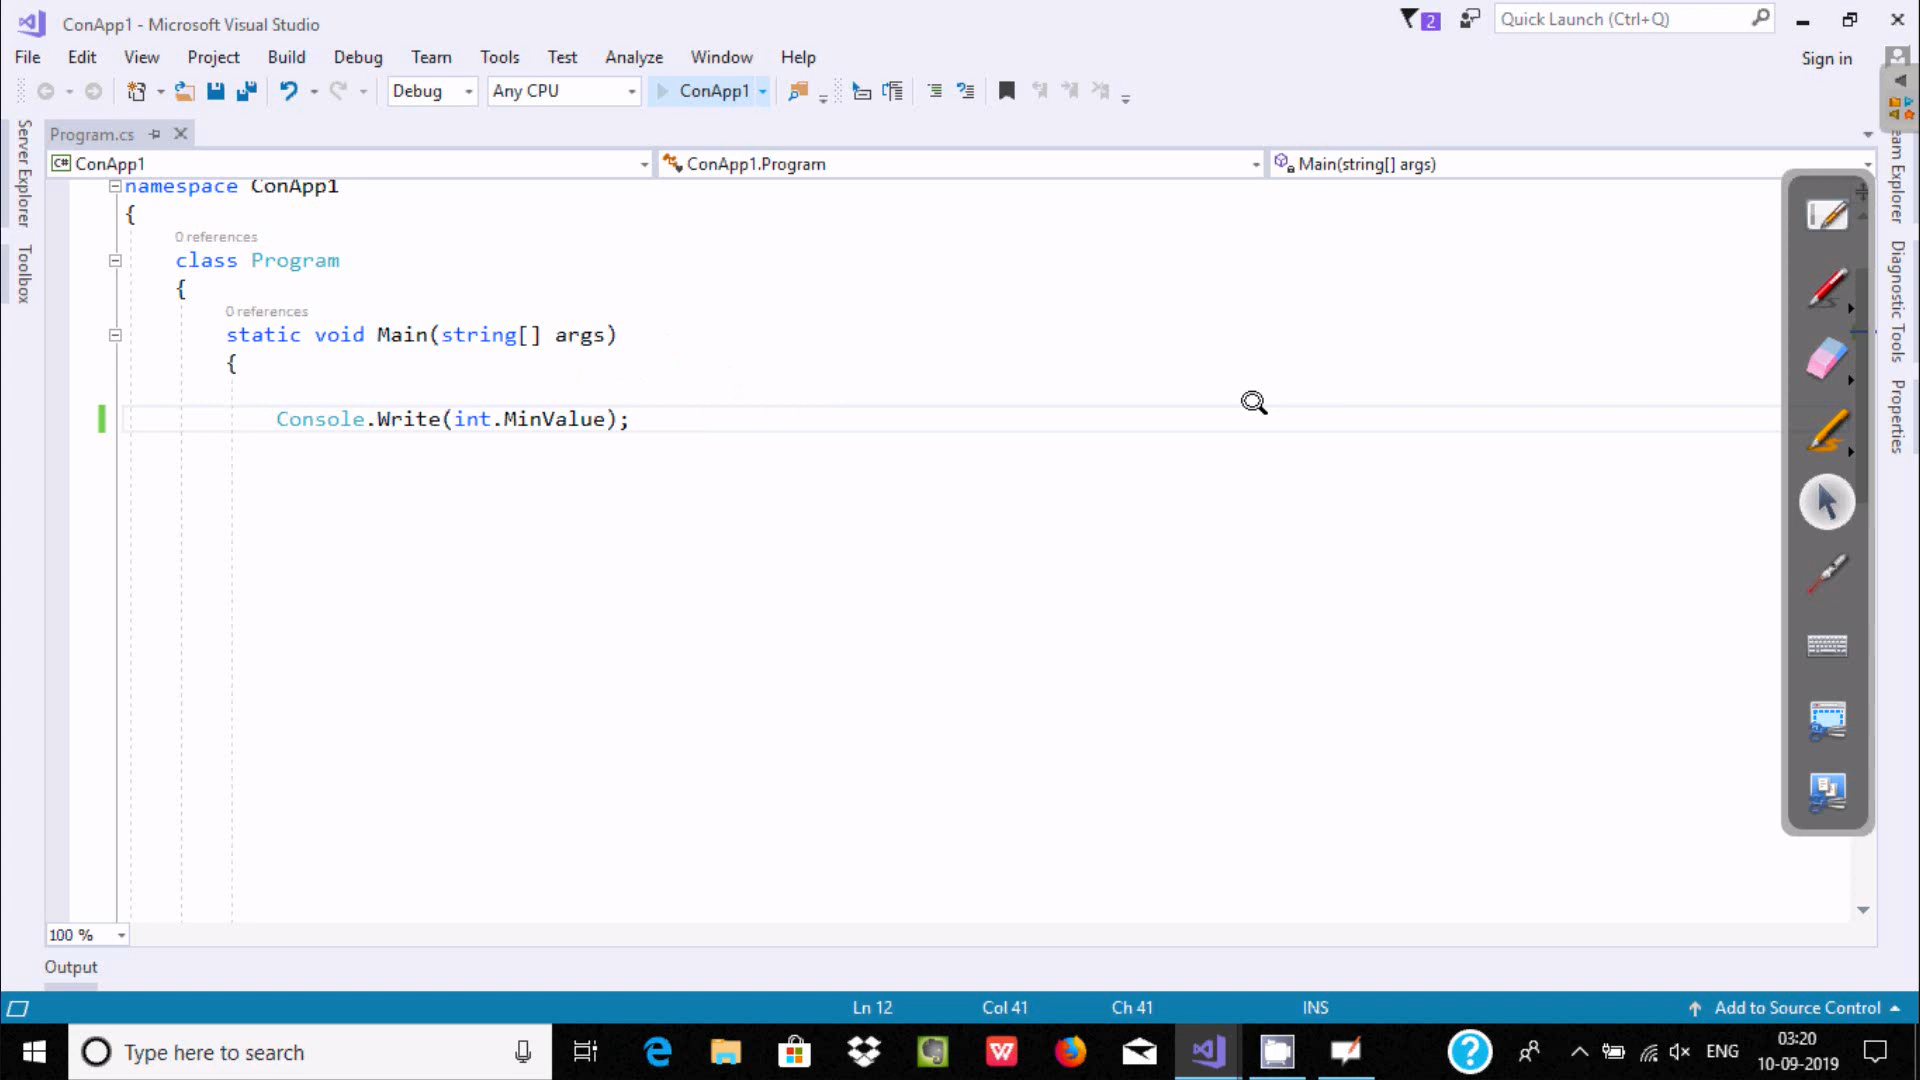 ConApp1 - Microsoft Visual Studio
2
Quick Launch (Ctrl+Q)
File Edit View Project Build Debug Team Tools Test Analyze Window Help
Sign in
Debug Any CPU ConApp1
Server Explorer
Toolbox
Program.cs
C# ConApp1 ConApp1.Program Main(string[] args)
namespace ConApp1
{
0 references
class Program
{
0 references
static void Main(string[] args)
{
Console.Write(int.MinValue);
Explorer
Diagnostic Tools
Properties
100 %
Output
Ln 12 Col 41 Ch 41 INS Add to Source Control
Type here to search
ENG
03:20
10-09-2019